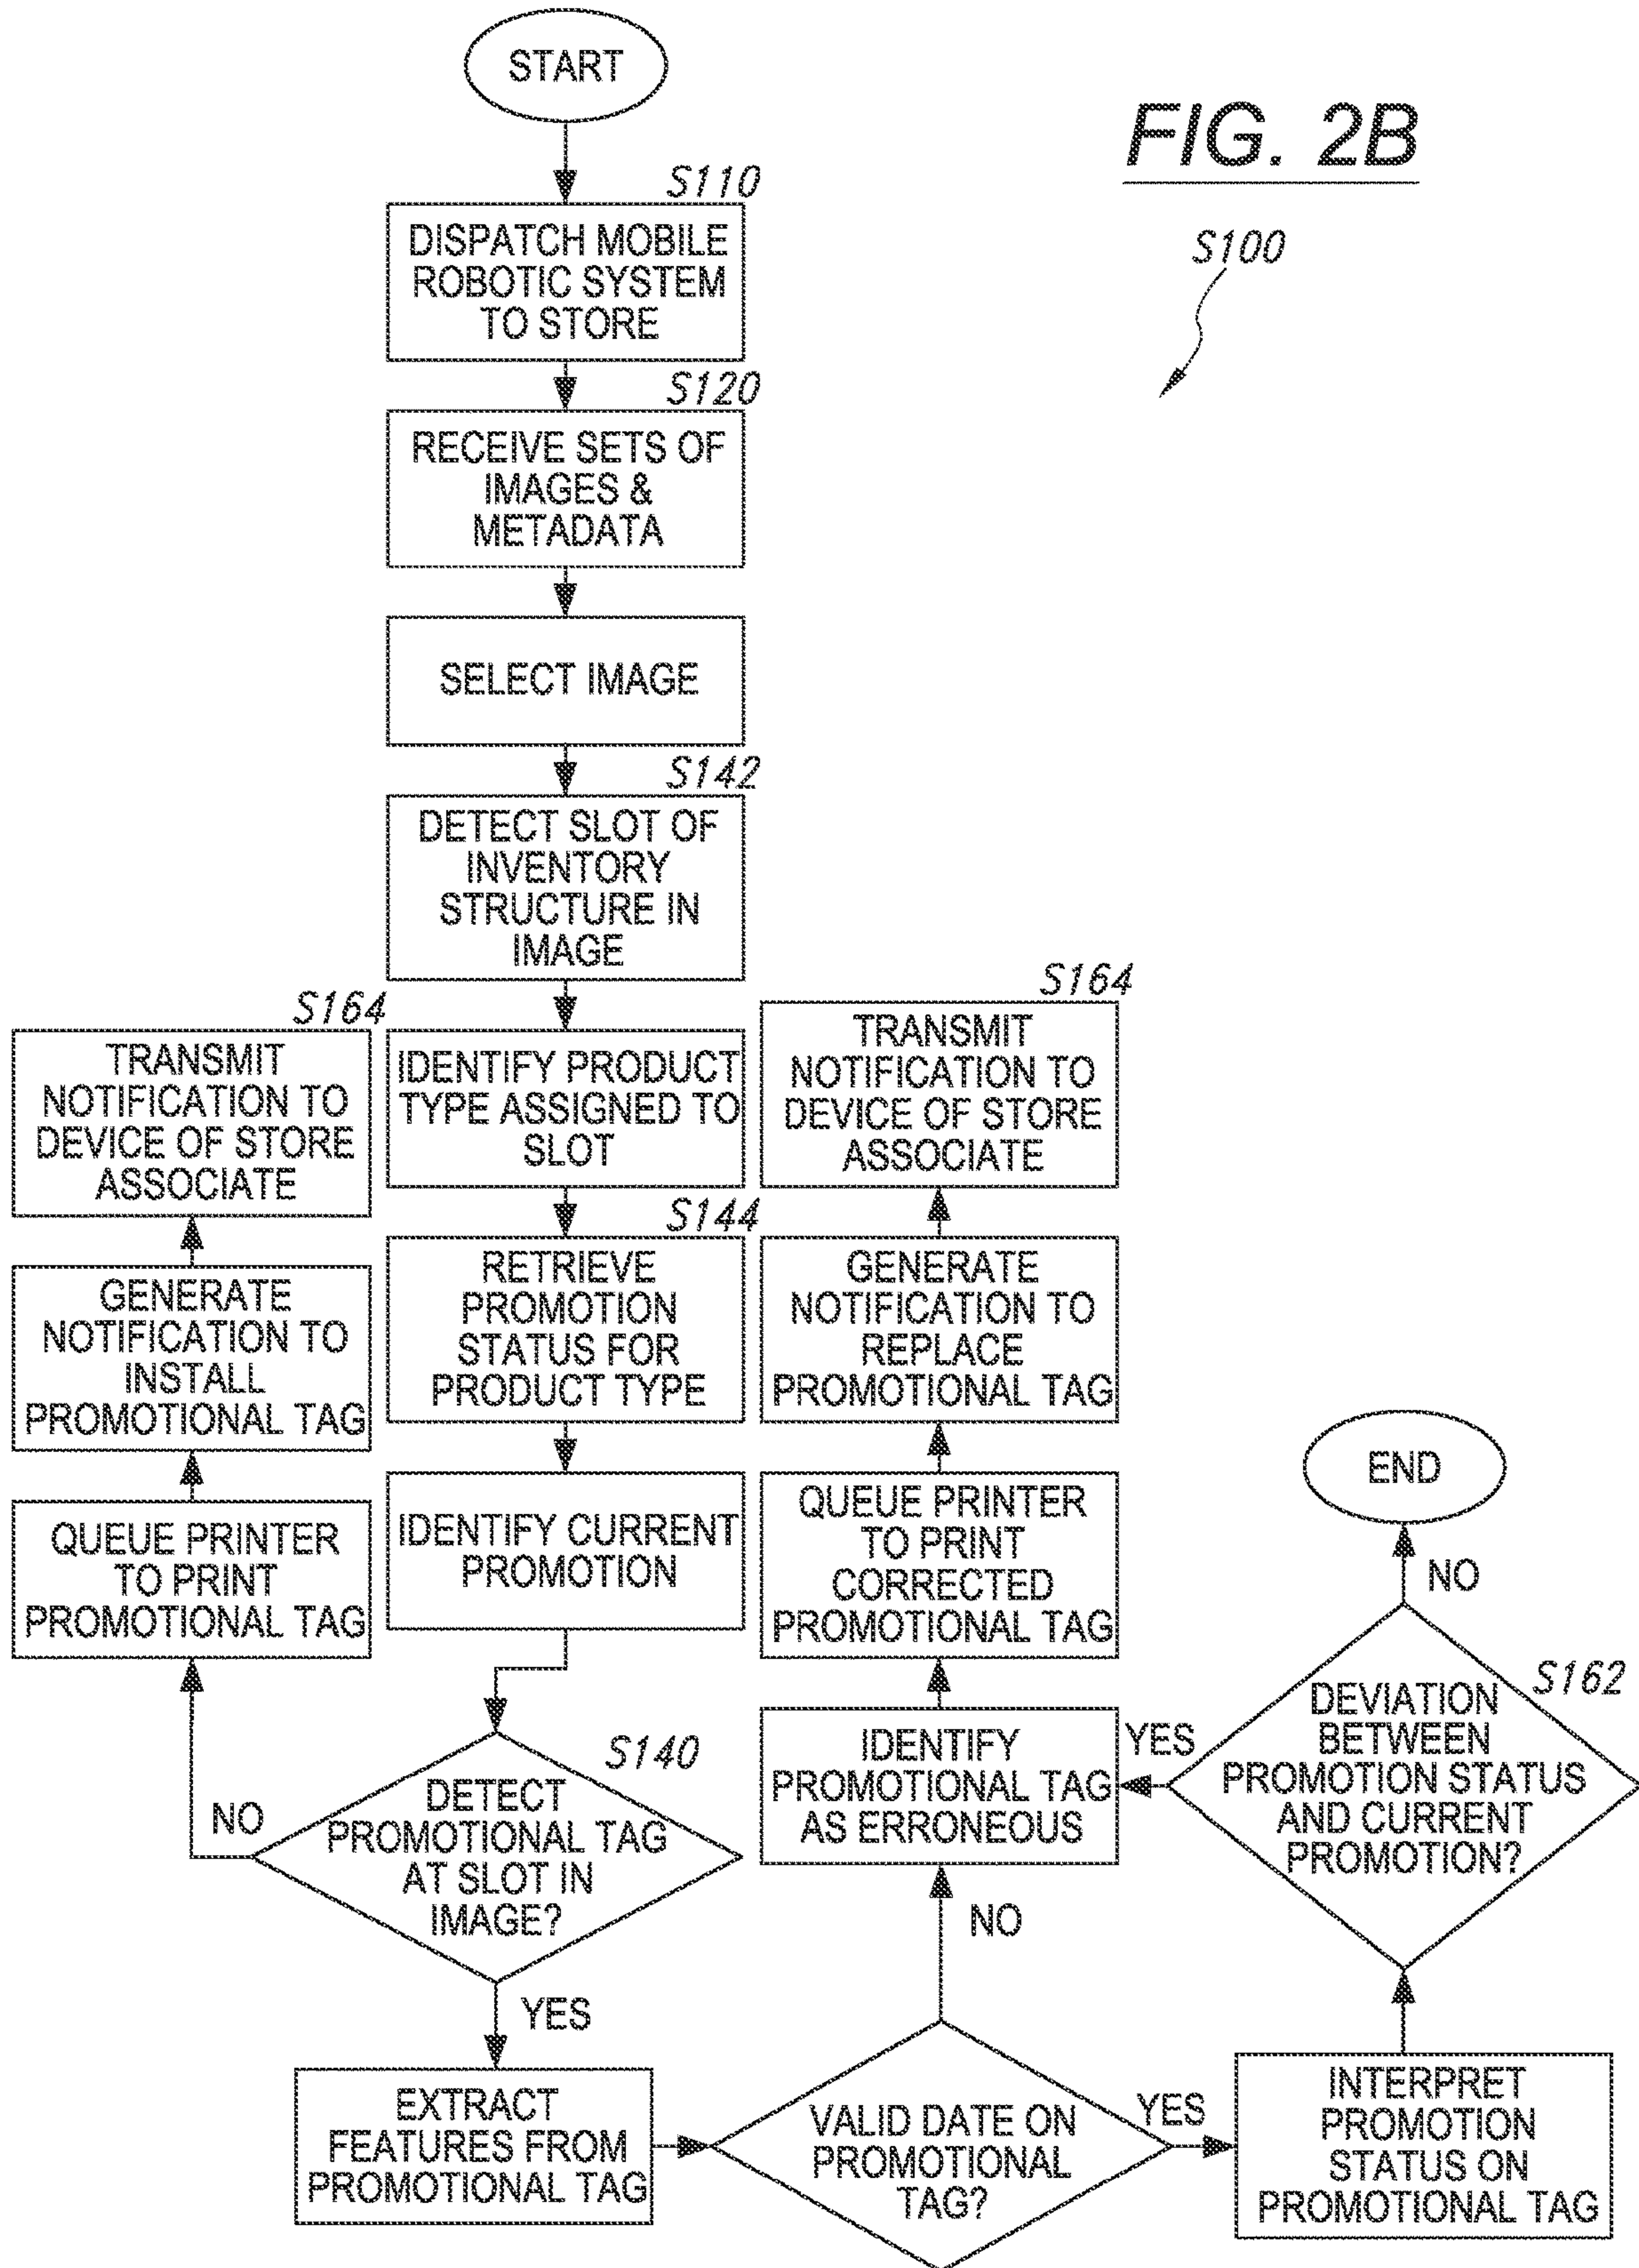 START
FIG. 2B
S100
S110
DISPATCH MOBILE
ROBOTIC SYSTEM
TO STORE
S120
RECEIVE SETS OF
IMAGES &
METADATA
SELECT IMAGE
S142
DETECT SLOT OF
INVENTORY
STRUCTURE IN
IMAGE
IDENTIFY PRODUCT
TYPE ASSIGNED TO
SLOT
S144
RETRIEVE
PROMOTION
STATUS FOR
PRODUCT TYPE
IDENTIFY CURRENT
PROMOTION
S140
DETECT
PROMOTIONAL TAG
AT SLOT IN
IMAGE?
NO
QUEUE PRINTER
TO PRINT
PROMOTIONAL TAG
GENERATE
NOTIFICATION TO
INSTALL
PROMOTIONAL TAG
S164
TRANSMIT
NOTIFICATION TO
DEVICE OF STORE
ASSOCIATE
YES
EXTRACT
FEATURES FROM
PROMOTIONAL TAG
VALID DATE ON
PROMOTIONAL
TAG?
NO
IDENTIFY
PROMOTIONAL TAG
AS ERRONEOUS
QUEUE PRINTER
TO PRINT
CORRECTED
PROMOTIONAL TAG
GENERATE
NOTIFICATION TO
REPLACE
PROMOTIONAL TAG
S164
TRANSMIT
NOTIFICATION TO
DEVICE OF STORE
ASSOCIATE
YES
INTERPRET
PROMOTION
STATUS ON
PROMOTIONAL TAG
S162
DEVIATION
BETWEEN
PROMOTION STATUS
AND CURRENT
PROMOTION?
YES
NO
END